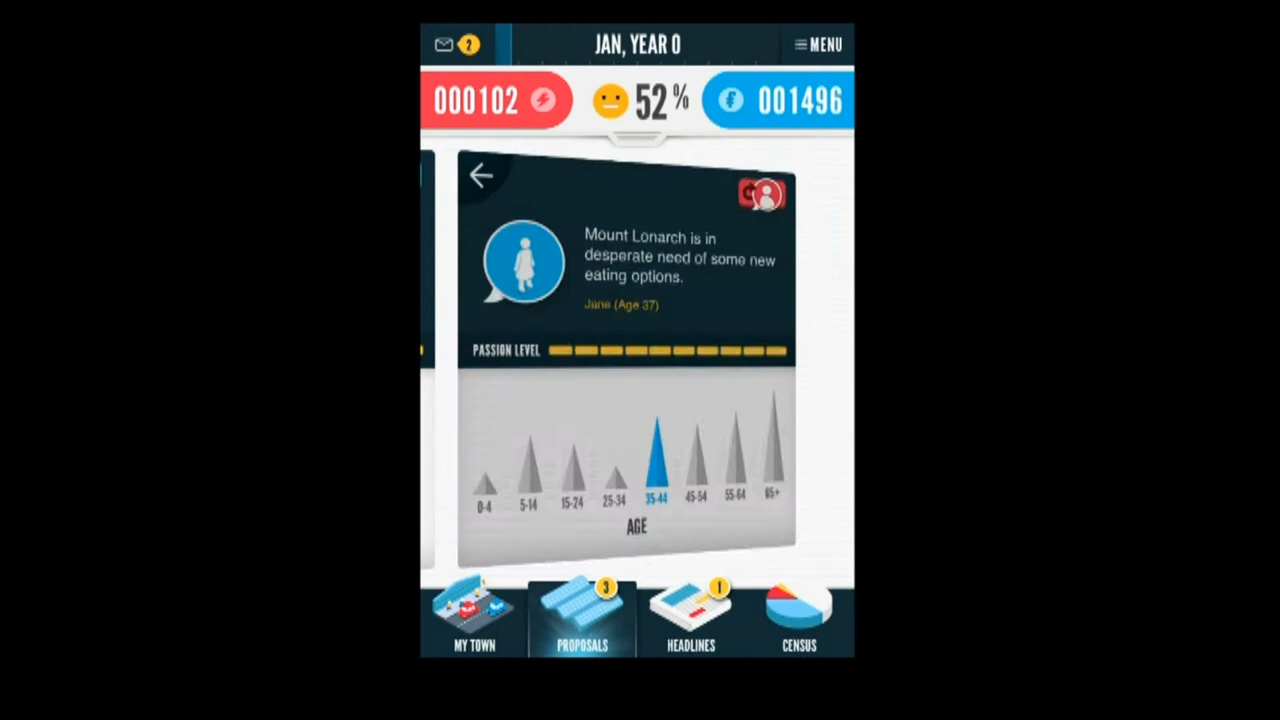 2
JAN, YEAR 0
MENU
000102
52%
001496
Mount Lonarch is in
desperate need of some new
eating options.
Jane (Age 37)
PASSION LEVEL
0-4
5-14
15-24
25-34
35-44
45-54
55-64
65+
AGE
3
1
MY TOWN
PROPOSALS
HEADLINES
CENSUS